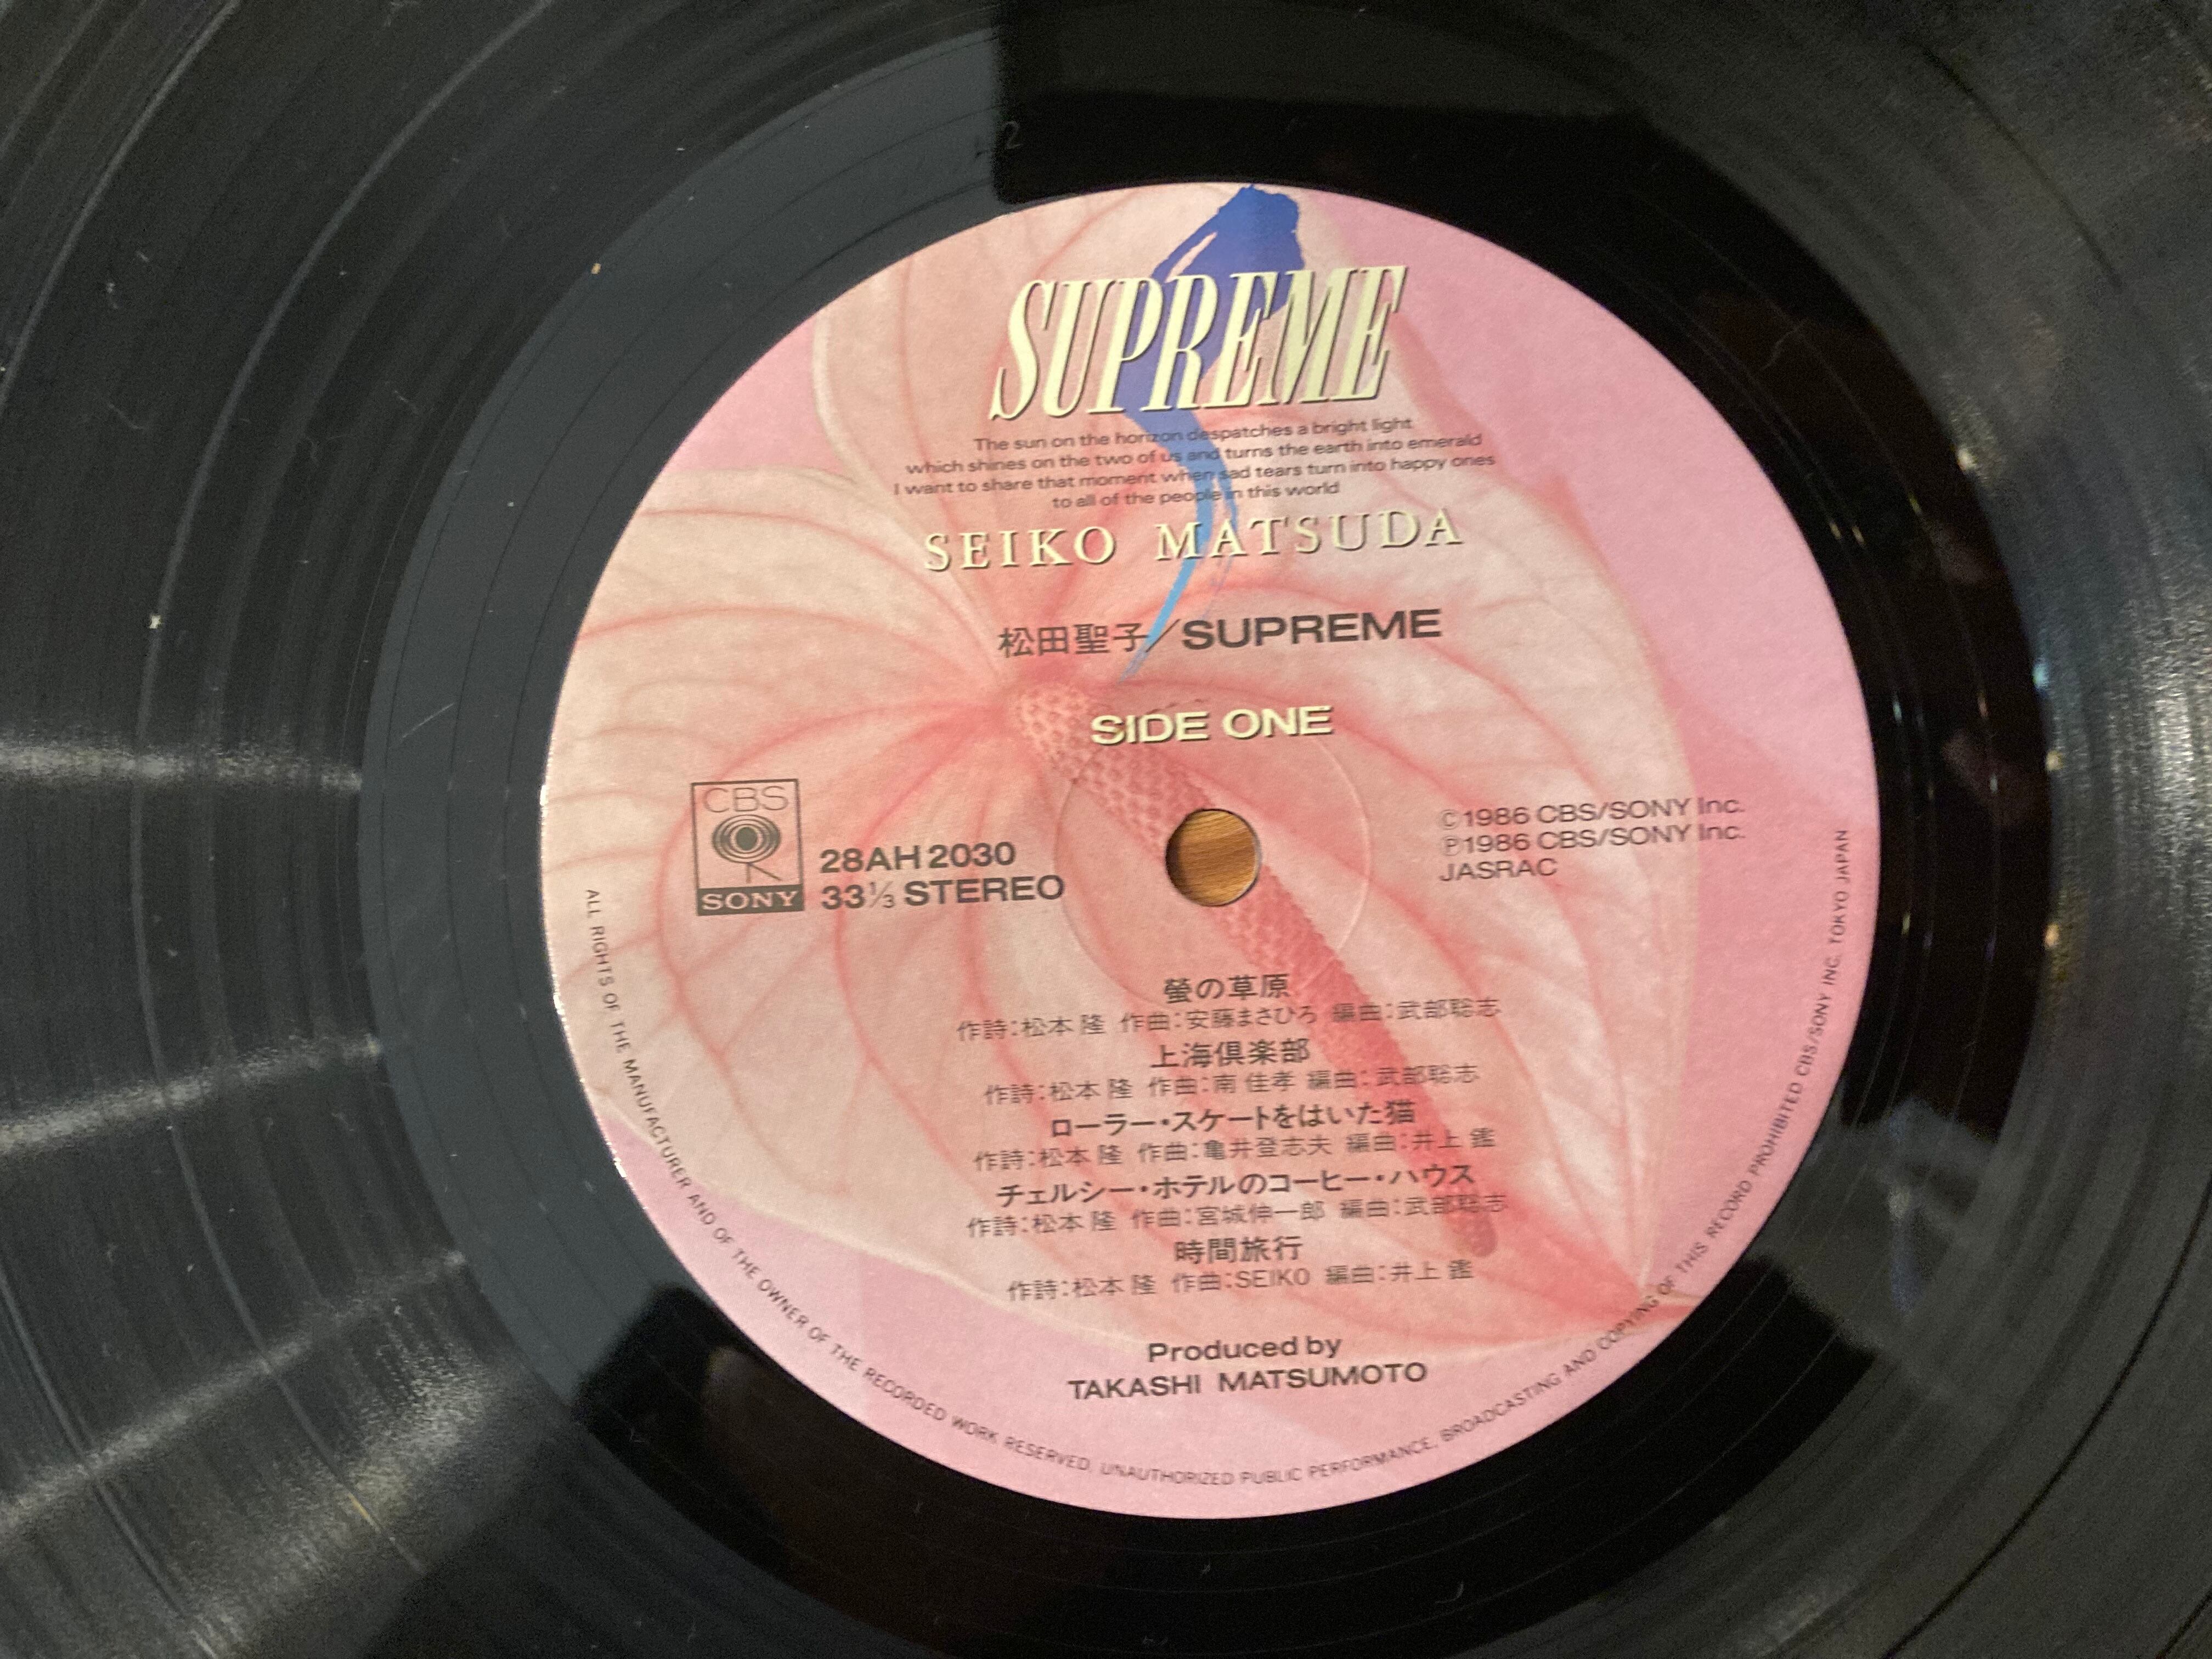 SUPREME
The sun on the horizon despatches a bright light
which shines on the two of us and turns the earth into emerald
I want to share that moment when sad tears turn into happy ones
to all of the people in this world
SEIKO MATSUDA
松田聖子/SUPREME
SIDE ONE
CBS
SONY
28AH 2030
33⅓ STEREO
Ⓒ1986 CBS/SONY Inc.
Ⓟ1986 CBS/SONY Inc.
JASRAC
螢の草原
作詩:松本 隆 作曲:安藤まさひろ 編曲:武部聡志
上海倶楽部
作詩:松本 隆 作曲:南 佳孝 編曲:武部聡志
ローラー・スケートをはいた猫
作詩:松本 隆 作曲:亀井登志夫 編曲:井上 鑑
チェルシー・ホテルのコーヒー・ハウス
作詩:松本 隆 作曲:宮城伸一郎 編曲:武部聡志
時間旅行
作詩:松本 隆 作曲:SEIKO 編曲:井上 鑑
Produced by
TAKASHI MATSUMOTO
ALL RIGHTS OF THE MANUFACTURER AND OF THE OWNER OF THE RECORDED WORK RESERVED. UNAUTHORIZED PUBLIC PERFORMANCE, BROADCASTING AND COPYING OF THIS RECORD PROHIBITED CBS/SONY INC. TOKYO JAPAN